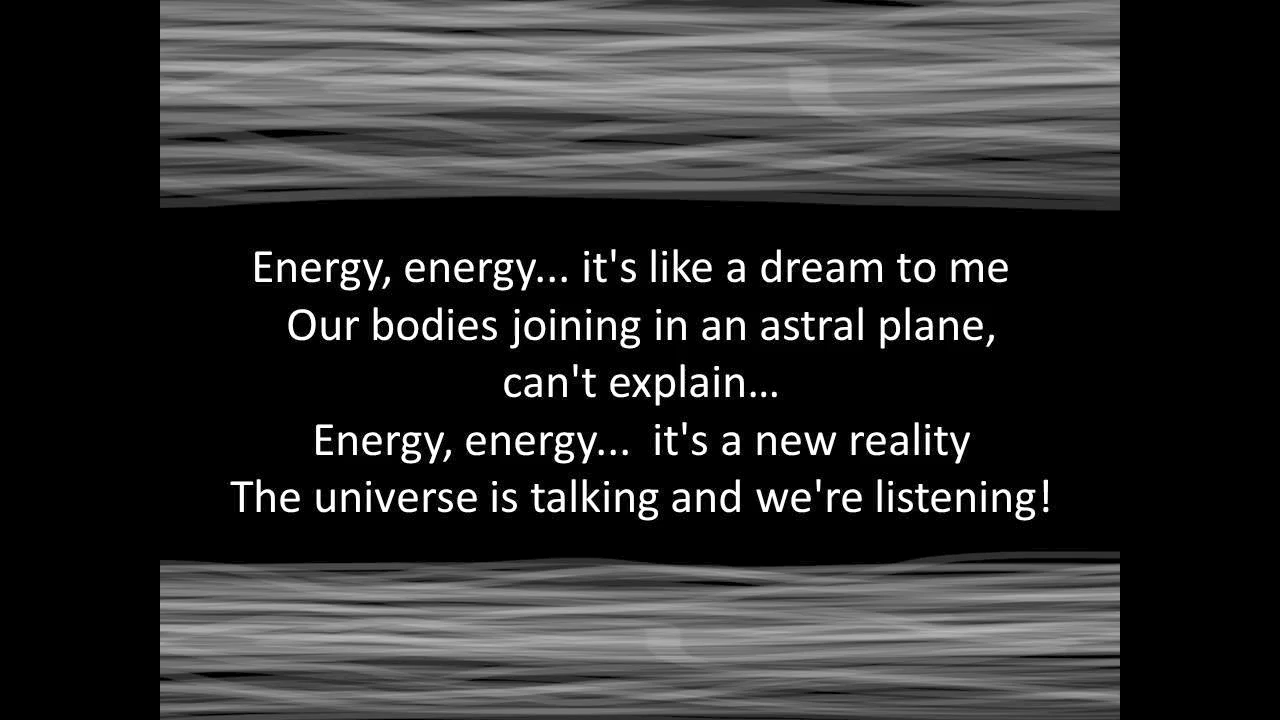 Energy, energy... it's like a dream to me
Our bodies joining in an astral plane,
can't explain...
Energy, energy...  it's a new reality
The universe is talking and we're listening!